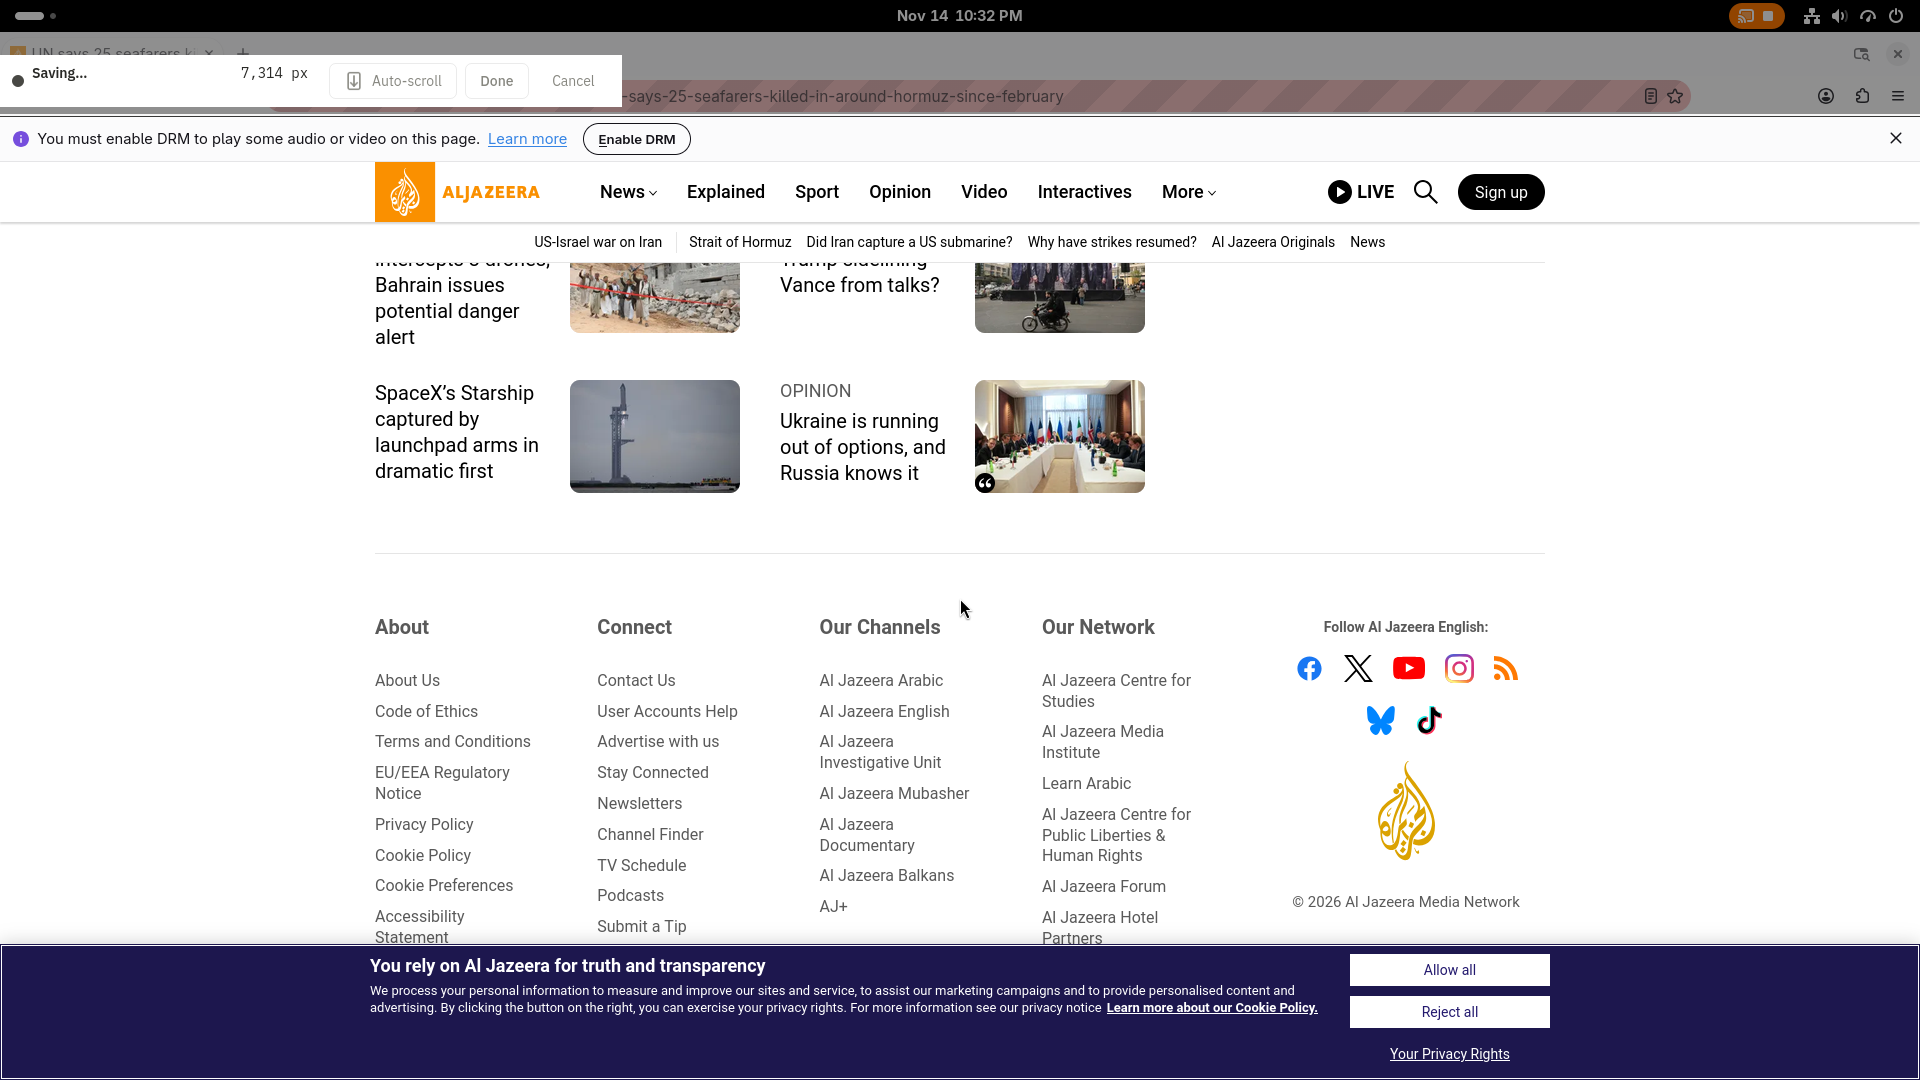 Nov 14 10:32 PM
UN says 25 seafarers ki
Saving...
7,314 px
Auto-scroll
Done
Cancel
-says-25-seafarers-killed-in-around-hormuz-since-february
You must enable DRM to play some audio or video on this page. Learn more
Enable DRM
ALJAZEERA
News
Explained
Sport
Opinion
Video
Interactives
More
LIVE
Sign up
US-Israel war on Iran
Strait of Hormuz
Did Iran capture a US submarine?
Why have strikes resumed?
Al Jazeera Originals
News
Bahrain issues
potential danger
alert
Trump sidelining
Vance from talks?
SpaceX’s Starship
captured by
launchpad arms in
dramatic first
OPINION
Ukraine is running
out of options, and
Russia knows it
About
About Us
Code of Ethics
Terms and Conditions
EU/EEA Regulatory
Notice
Privacy Policy
Cookie Policy
Cookie Preferences
Accessibility
Statement
Connect
Contact Us
User Accounts Help
Advertise with us
Stay Connected
Newsletters
Channel Finder
TV Schedule
Podcasts
Submit a Tip
Our Channels
Al Jazeera Arabic
Al Jazeera English
Al Jazeera
Investigative Unit
Al Jazeera Mubasher
Al Jazeera
Documentary
Al Jazeera Balkans
AJ+
Our Network
Al Jazeera Centre for
Studies
Al Jazeera Media
Institute
Learn Arabic
Al Jazeera Centre for
Public Liberties &
Human Rights
Al Jazeera Forum
Al Jazeera Hotel
Partners
Follow Al Jazeera English:
© 2026 Al Jazeera Media Network
You rely on Al Jazeera for truth and transparency
We process your personal information to measure and improve our sites and service, to assist our marketing campaigns and to provide personalised content and
advertising. By clicking the button on the right, you can exercise your privacy rights. For more information see our privacy notice Learn more about our Cookie Policy.
Allow all
Reject all
Your Privacy Rights